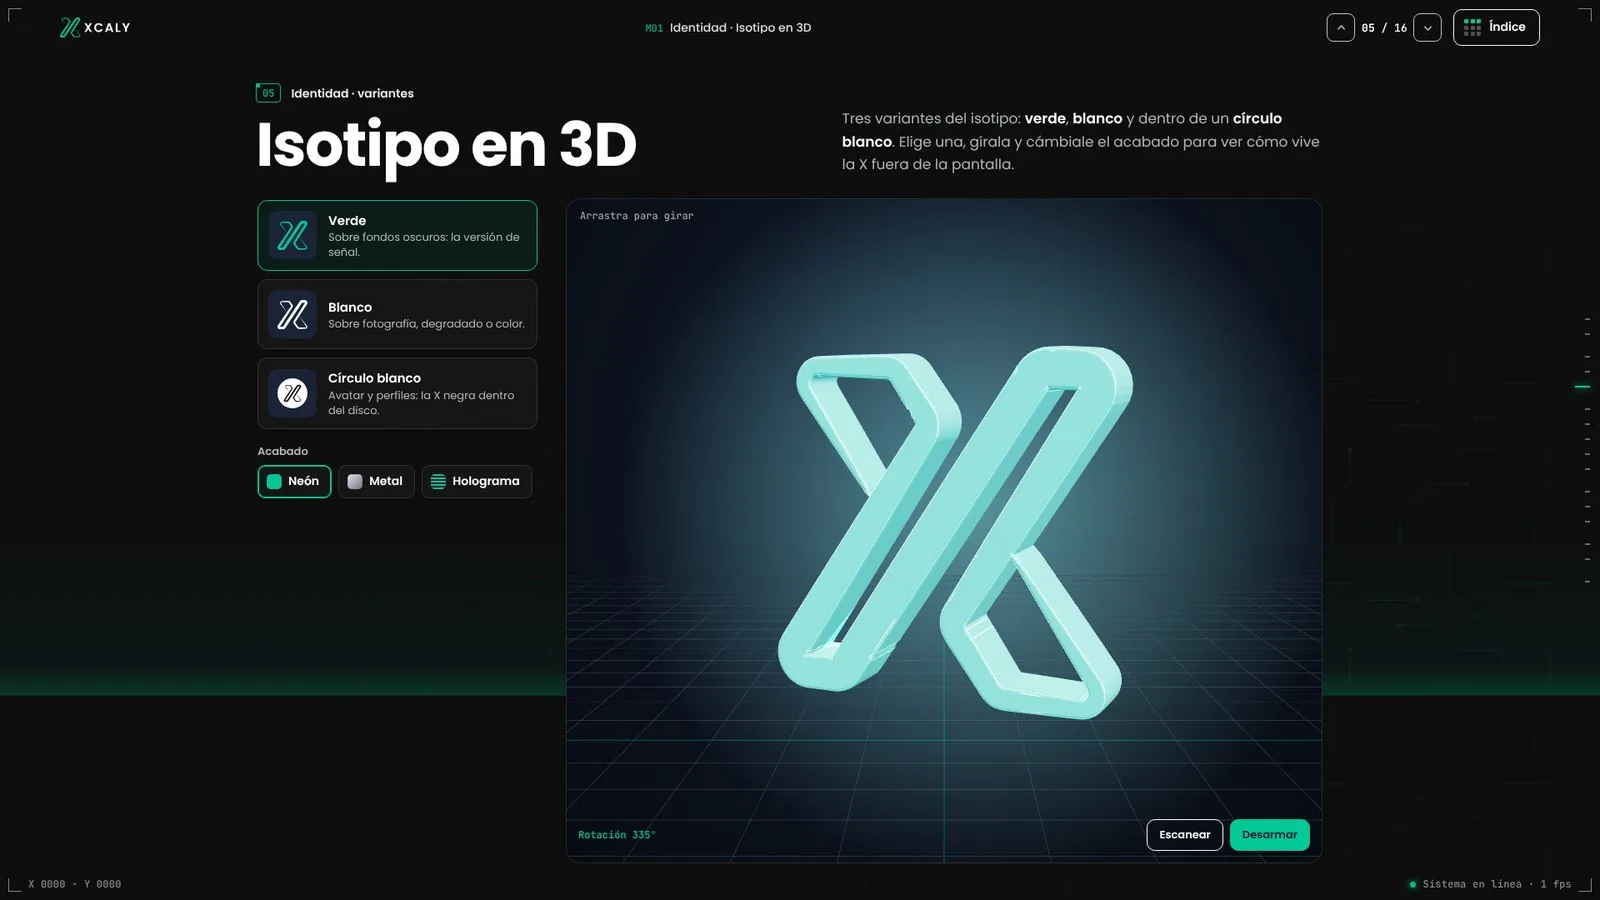 XCALY
M01 Identidad · Isotipo en 3D
05 / 16
Índice
05 Identidad · variantes
Isotipo en 3D
Tres variantes del isotipo: verde, blanco y dentro de un círculo
blanco. Elige una, gírala y cámbiale el acabado para ver cómo vive
la X fuera de la pantalla.
Verde
Sobre fondos oscuros: la versión de
señal.
Blanco
Sobre fotografía, degradado o color.
Círculo blanco
Avatar y perfiles: la X negra dentro
del disco.
Acabado
Neón
Metal
Holograma
Arrastra para girar
Rotación 335°
Escanear
Desarmar
X 0000 · Y 0000
Sistema en línea · 1 fps